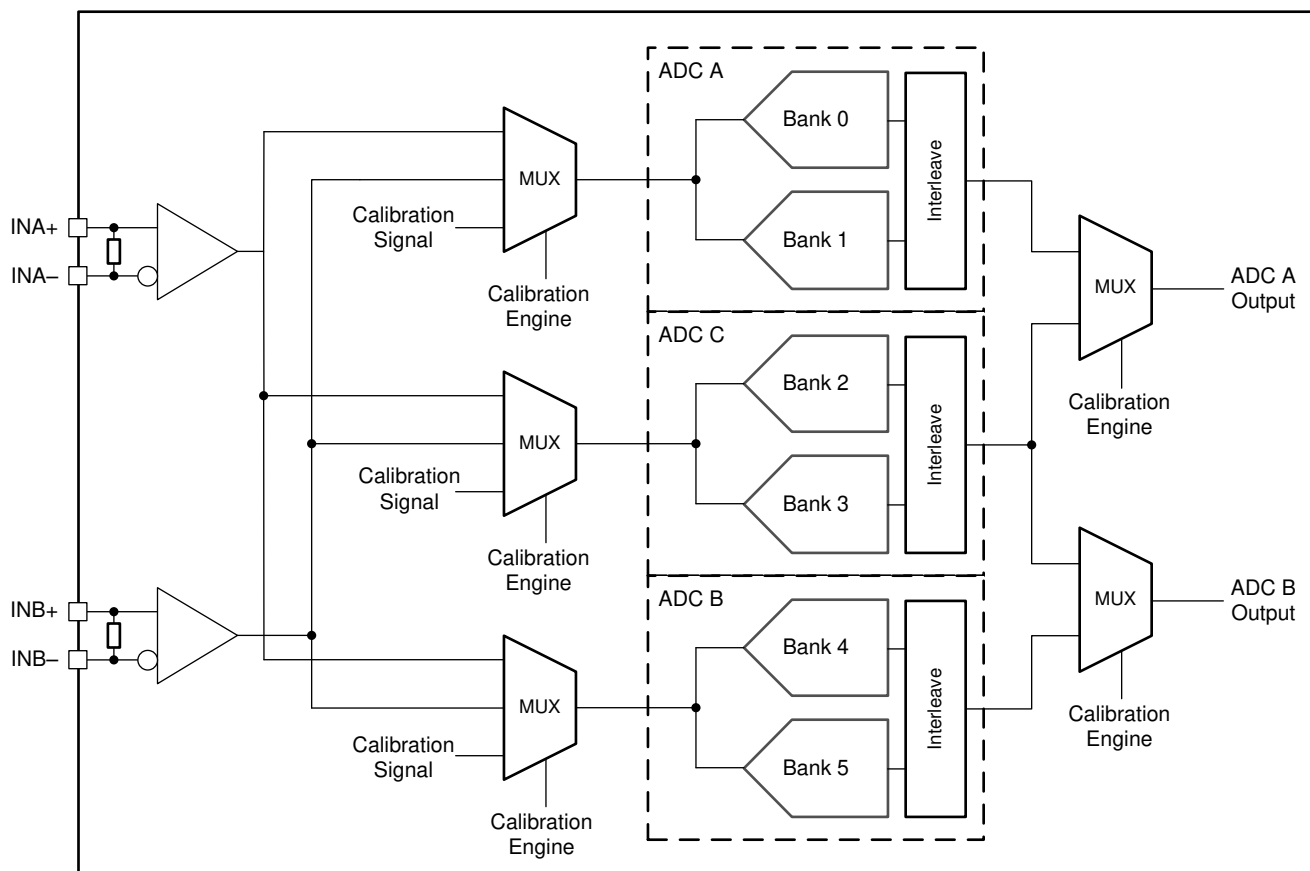 ADC A
Bank 0
Interleave
MUX
Calibration
Signal
Bank 1
INA+
INA–
Calibration
Engine
MUX
ADC A
Output
ADC C
Bank 2
Interleave
Calibration
Engine
MUX
Calibration
Signal
Bank 3
Calibration
Engine
ADC B
Bank 4
Interleave
INB+
INB–
MUX
ADC B
Output
MUX
Calibration
Signal
Bank 5
Calibration
Engine
Calibration
Engine